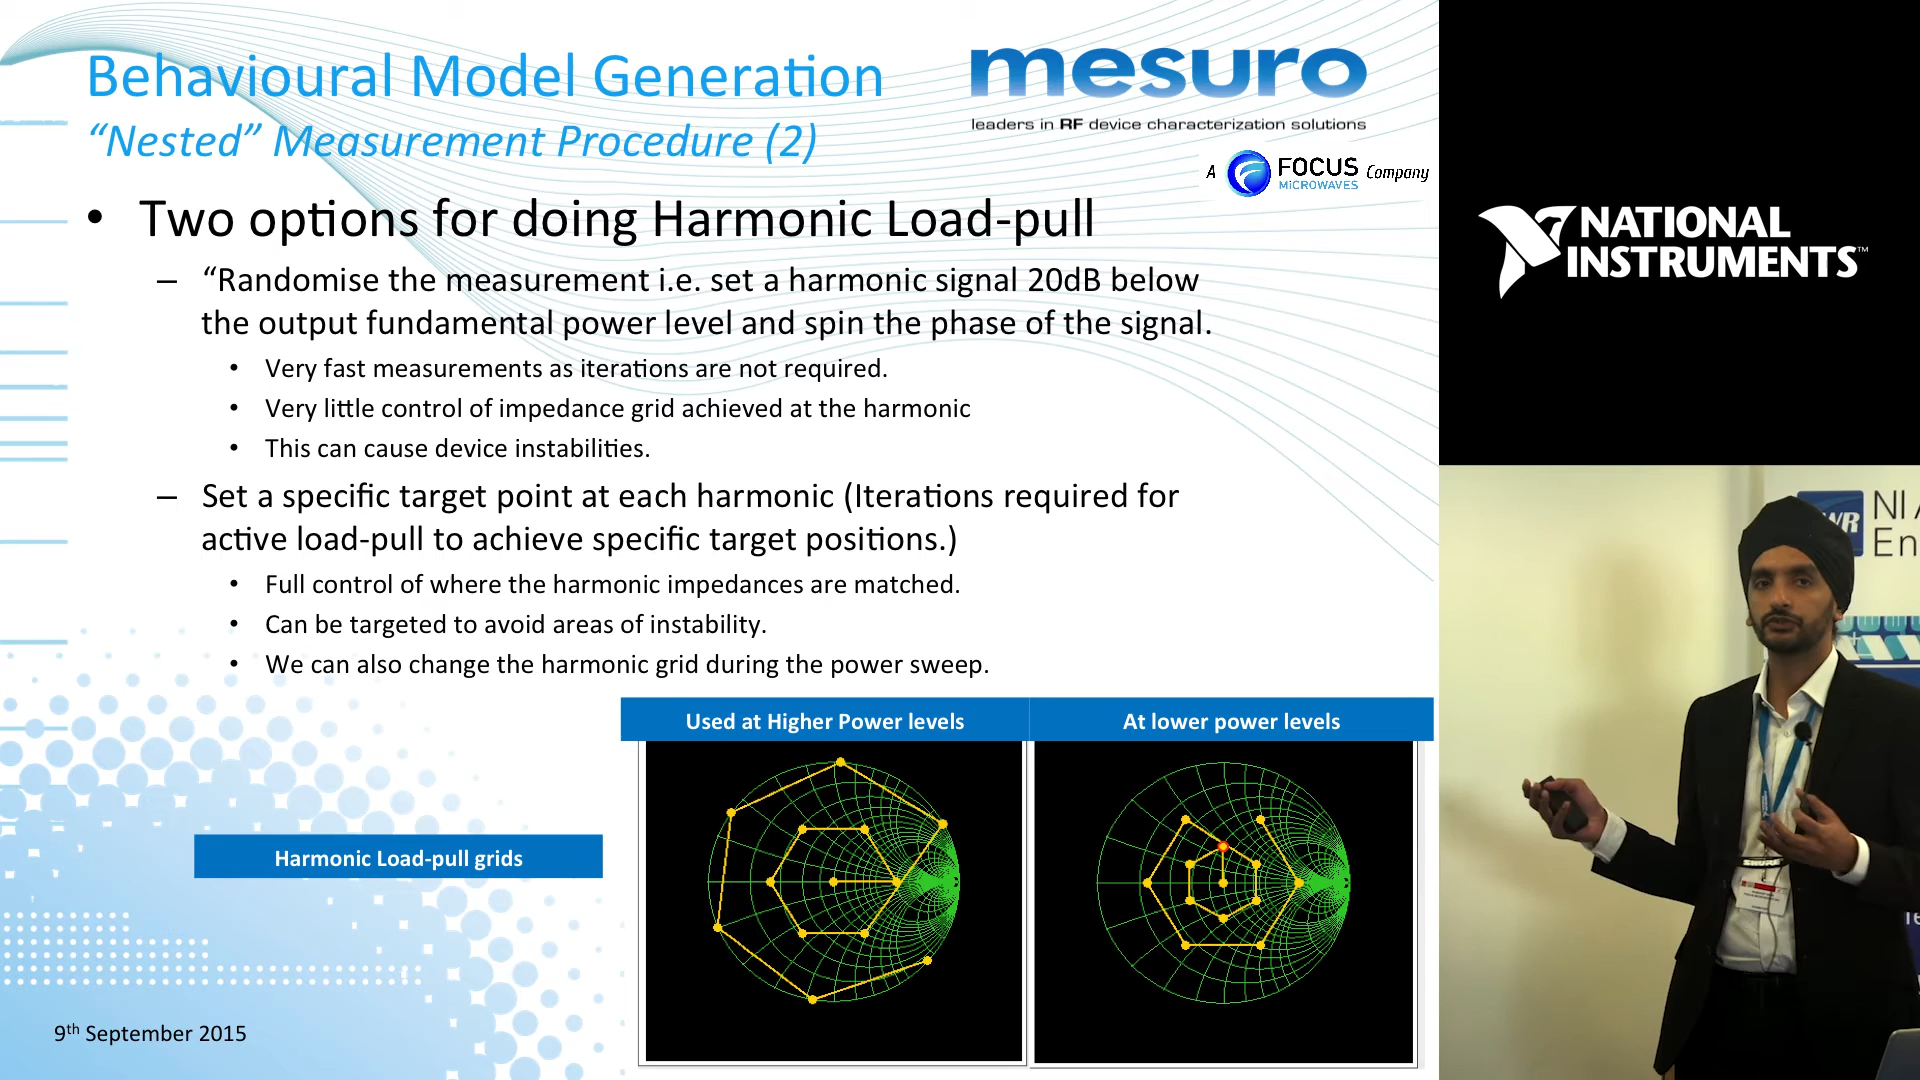 Behavioural Model Generation
“Nested” Measurement Procedure (2)
mesuro
leaders in RF device characterization solutions
A FOCUS MiCROWAVES Company
• Two options for doing Harmonic Load-pull
– “Randomise the measurement i.e. set a harmonic signal 20dB below
the output fundamental power level and spin the phase of the signal.
• Very fast measurements as iterations are not required.
• Very little control of impedance grid achieved at the harmonic
• This can cause device instabilities.
– Set a specific target point at each harmonic (Iterations required for
active load-pull to achieve specific target positions.)
• Full control of where the harmonic impedances are matched.
• Can be targeted to avoid areas of instability.
• We can also change the harmonic grid during the power sweep.
Used at Higher Power levels
At lower power levels
Harmonic Load-pull grids
9th September 2015
NATIONAL
INSTRUMENTS™
NI
WR
En
SHURE